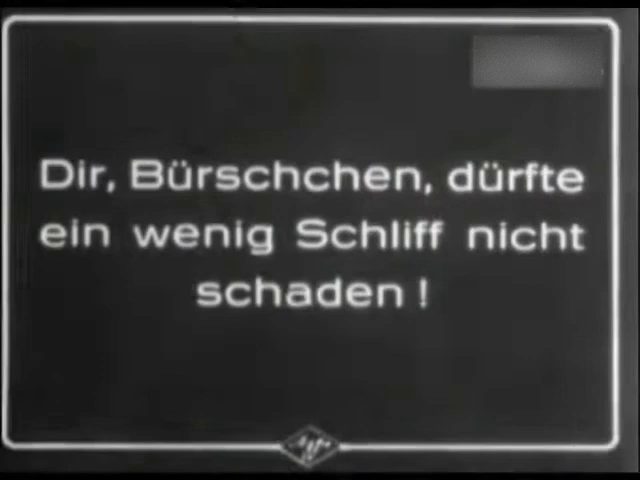 Dir, Bürschchen, dürfte
ein wenig Schliff nicht
schaden !